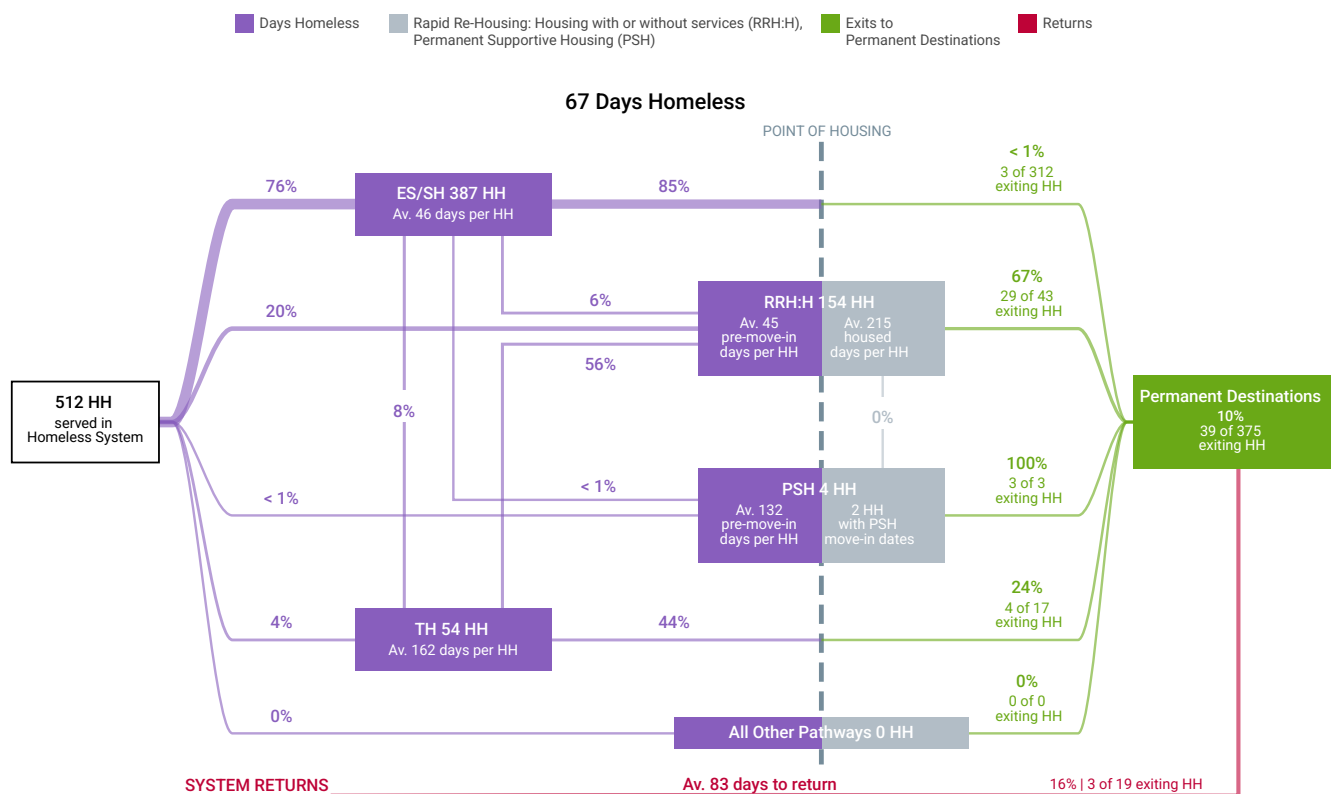 Days Homeless
Rapid Re-Housing: Housing with or without services (RRH:H),
Permanent Supportive Housing (PSH)
Exits to
Permanent Destinations
Returns
67 Days Homeless
POINT OF HOUSING
76%
ES/SH 387 HH
Av. 46 days per HH
85%
< 1%
3 of 312
exiting HH
20%
6%
56%
RRH:H 154 HH
Av. 45
pre-move-in
days per HH
Av. 215
housed
days per HH
67%
29 of 43
exiting HH
512 HH
served in
Homeless System
8%
0%
Permanent Destinations
10%
39 of 375
exiting HH
< 1%
< 1%
PSH 4 HH
Av. 132
pre-move-in
days per HH
2 HH
with PSH
move-in dates
100%
3 of 3
exiting HH
4%
TH 54 HH
Av. 162 days per HH
44%
24%
4 of 17
exiting HH
0%
All Other Pathways 0 HH
0%
0 of 0
exiting HH
SYSTEM RETURNS
Av. 83 days to return
16% | 3 of 19 exiting HH